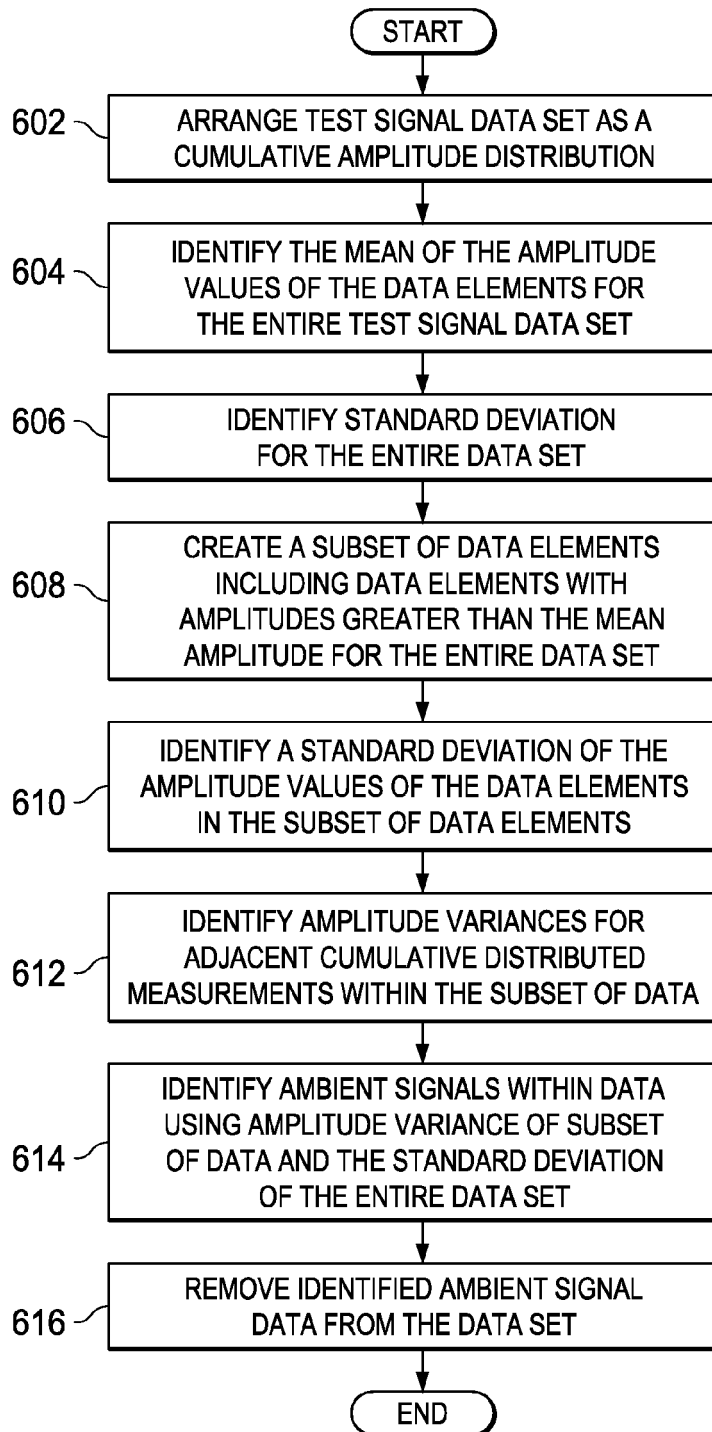 START
602
ARRANGE TEST SIGNAL DATA SET AS A
CUMULATIVE AMPLITUDE DISTRIBUTION
604
IDENTIFY THE MEAN OF THE AMPLITUDE
VALUES OF THE DATA ELEMENTS FOR
THE ENTIRE TEST SIGNAL DATA SET
606
IDENTIFY STANDARD DEVIATION
FOR THE ENTIRE DATA SET
608
CREATE A SUBSET OF DATA ELEMENTS
INCLUDING DATA ELEMENTS WITH
AMPLITUDES GREATER THAN THE MEAN
AMPLITUDE FOR THE ENTIRE DATA SET
610
IDENTIFY A STANDARD DEVIATION OF THE
AMPLITUDE VALUES OF THE DATA ELEMENTS
IN THE SUBSET OF DATA ELEMENTS
612
IDENTIFY AMPLITUDE VARIANCES FOR
ADJACENT CUMULATIVE DISTRIBUTED
MEASUREMENTS WITHIN THE SUBSET OF DATA
614
IDENTIFY AMBIENT SIGNALS WITHIN DATA
USING AMPLITUDE VARIANCE OF SUBSET
OF DATA AND THE STANDARD DEVIATION
OF THE ENTIRE DATA SET
616
REMOVE IDENTIFIED AMBIENT SIGNAL
DATA FROM THE DATA SET
END